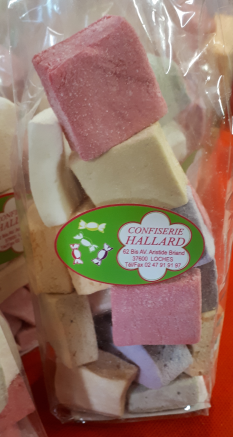 CONFISERIE
HALLARD
62 Bis AV. Aristide Briand
37600 LOCHES
Tél/Fax 02 47 91 91 97